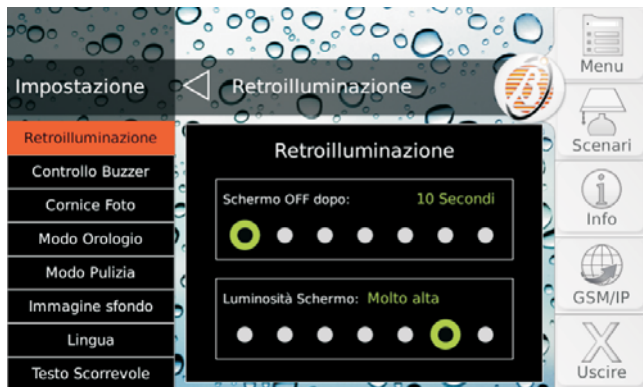 Impostazione
Retroilluminazione
Retroilluminazione
Controllo Buzzer
Cornice Foto
Modo Orologio
Modo Pulizia
Immagine sfondo
Lingua
Testo Scorrevole
Retroilluminazione
Schermo OFF dopo: 10 Secondi
Luminosità Schermo: Molto alta
Menu
Scenari
Info
GSM/IP
Uscire